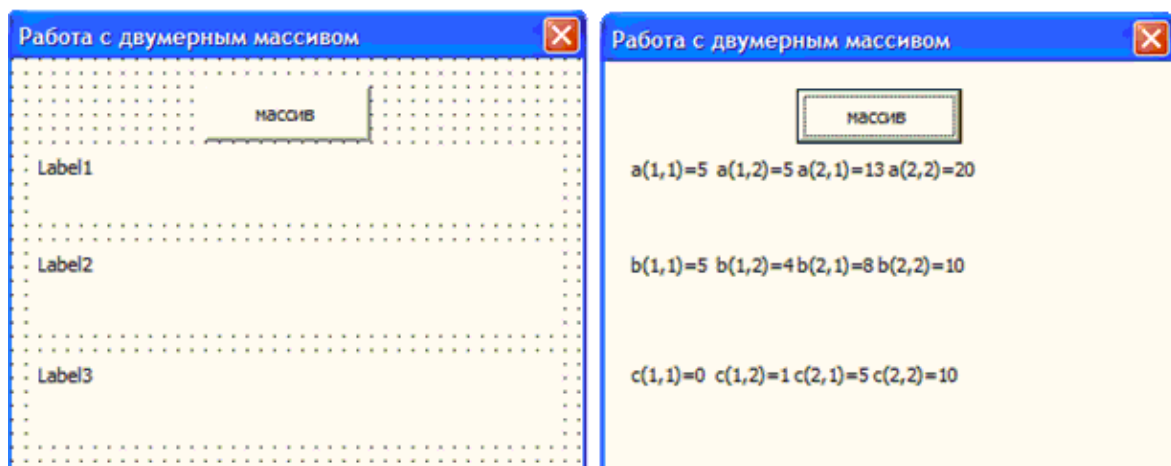 Работа с двумерным массивом
массив
Label1
Label2
Label3
Работа с двумерным массивом
массив
a(1,1)=5 a(1,2)=5 a(2,1)=13 a(2,2)=20
b(1,1)=5 b(1,2)=4 b(2,1)=8 b(2,2)=10
c(1,1)=0 c(1,2)=1 c(2,1)=5 c(2,2)=10